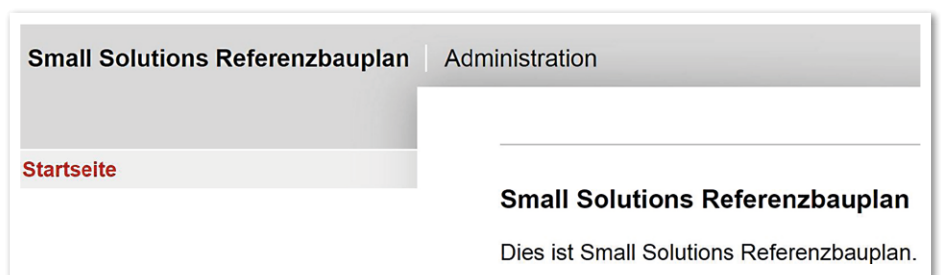 Small Solutions Referenzbauplan Administration
Startseite
Small Solutions Referenzbauplan
Dies ist Small Solutions Referenzbauplan.